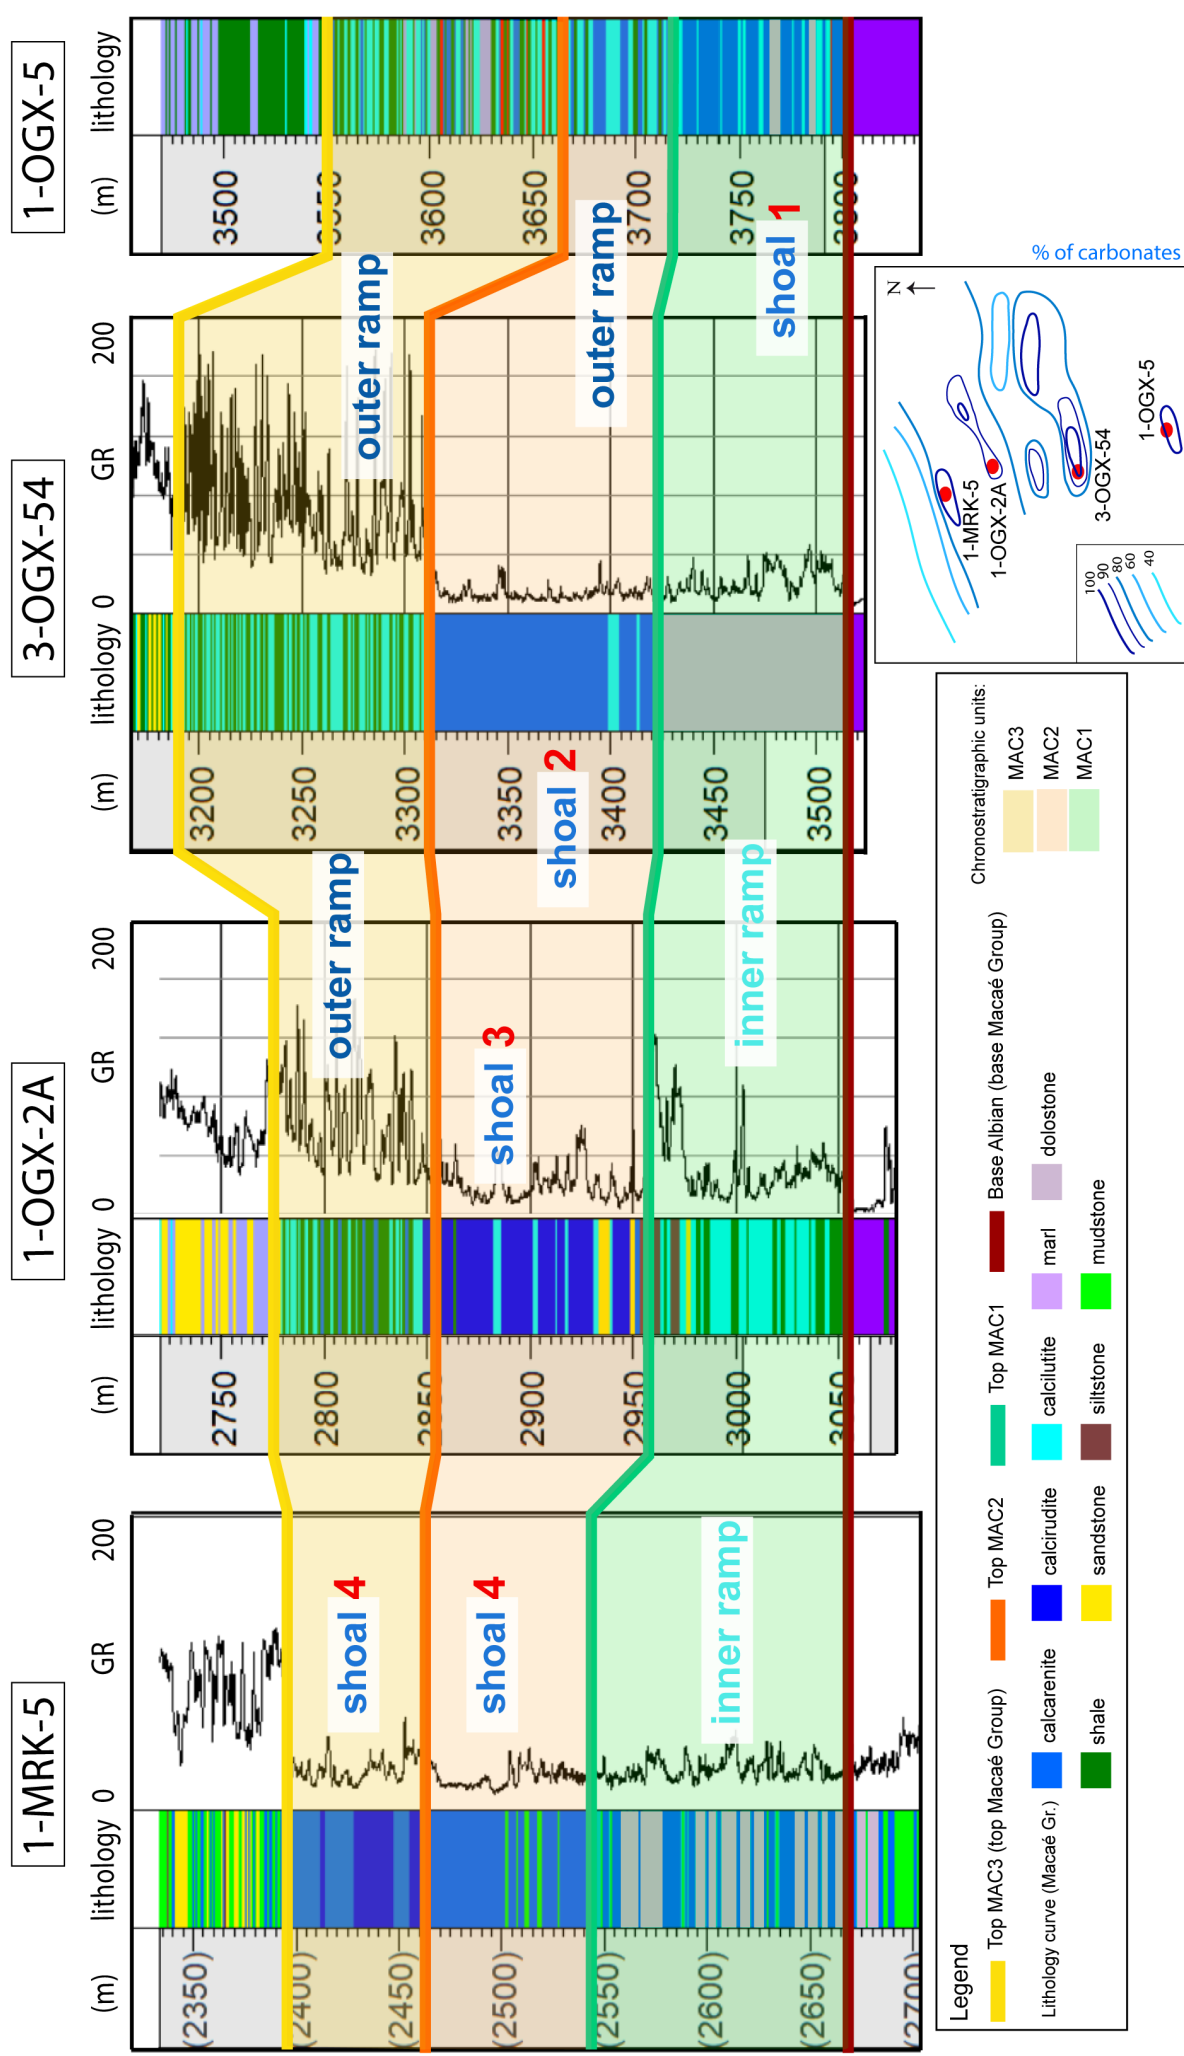 1-MRK-5
1-OGX-2A
3-OGX-54
1-OGX-5
(m)
lithology
0
GR
200
(m)
lithology
0
GR
200
(m)
lithology
0
GR
200
(m)
lithology
(2350)
(2400)
(2450)
(2500)
(2550)
(2600)
(2650)
(2700)
shoal 4
shoal 4
inner ramp
2750
2800
2850
2900
2950
3000
3050
outer ramp
shoal 3
inner ramp
3200
3250
3300
3350
3400
3450
3500
shoal 2
outer ramp
outer ramp
shoal 1
3500
3550
3600
3650
3700
3750
3800
Legend
Top MAC3 (top Macaé Group)
Top MAC2
Top MAC1
Base Albian (base Macaé Group)
Lithology curve (Macaé Gr.)
calcarenite
calcirudite
calcilutite
marl
dolostone
shale
sandstone
siltstone
mudstone
Chronostratigraphic units:
MAC3
MAC2
MAC1
N
1-MRK-5
1-OGX-2A
3-OGX-54
1-OGX-5
100
90
80
60
40
% of carbonates